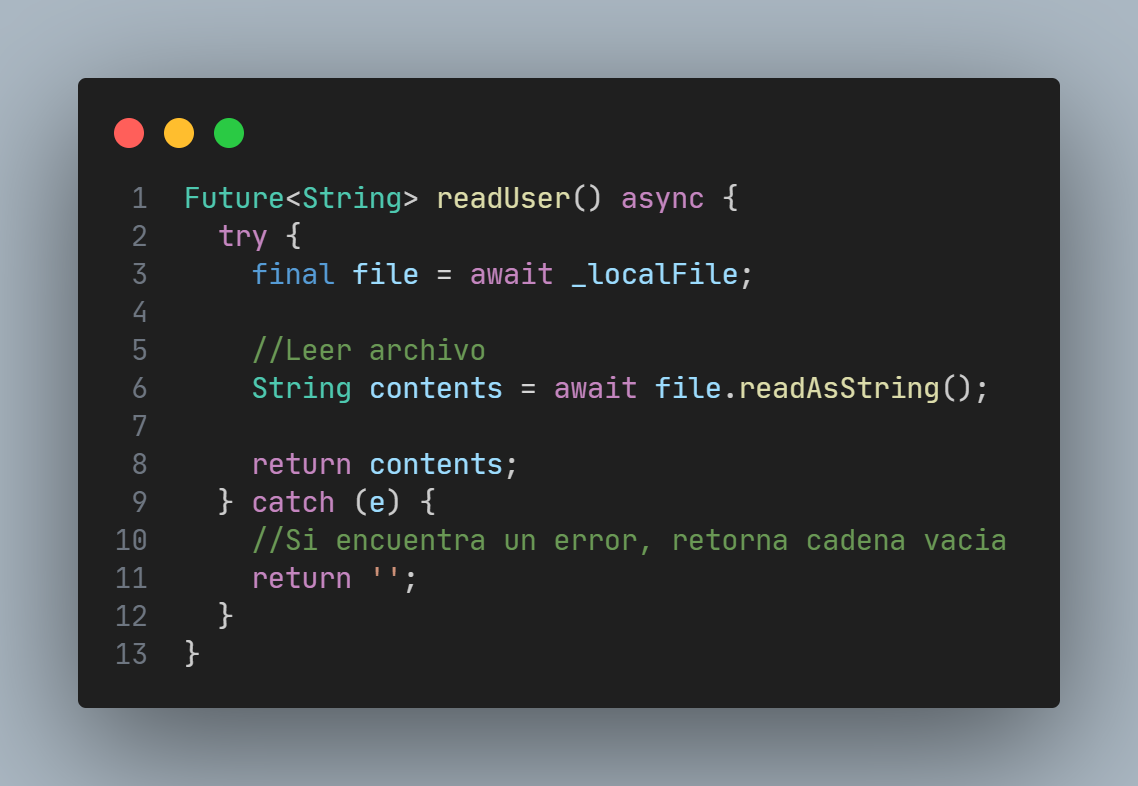 1 Future<String> readUser() async {
2 try {
3 final file = await _localFile;
4
5 //Leer archivo
6 String contents = await file.readAsString();
7
8 return contents;
9 } catch (e) {
10 //Si encuentra un error, retorna cadena vacia
11 return '';
12 }
13 }